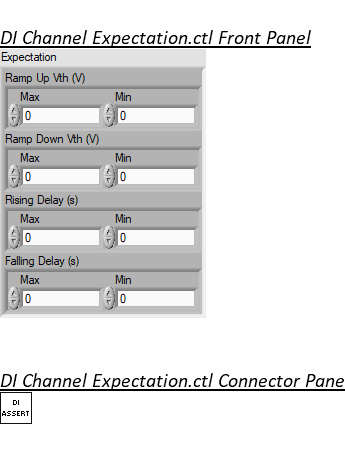 DI Channel Expectation.ctl Front Panel
Expectation
Ramp Up Vth (V)
Max Min
0 0
Ramp Down Vth (V)
Max Min
0 0
Rising Delay (s)
Max Min
0 0
Falling Delay (s)
Max Min
0 0
DI Channel Expectation.ctl Connector Pane
DI
ASSERT